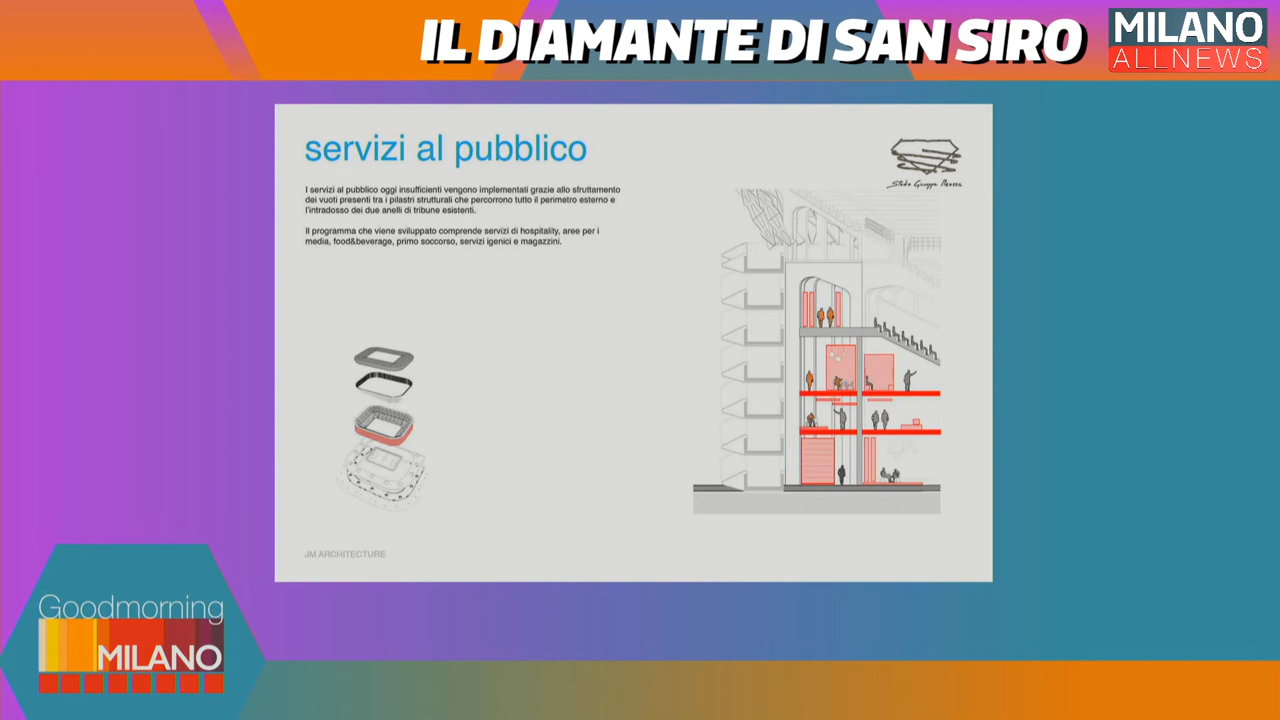 IL DIAMANTE DI SAN SIRO
MILANO
ALLNEWS
servizi al pubblico
I servizi al pubblico oggi insufficienti vengono implementati grazie allo sfruttamento
dei vuoti presenti tra i pilastri strutturali che percorrono tutto il perimetro esterno e
l'intradosso dei due anelli di tribune esistenti.
Il programma che viene sviluppato comprende servizi di hospitality, aree per i
media, food&beverage, primo soccorso, servizi igenici e magazzini.
JM ARCHITECTURE
Goodmorning
MILANO